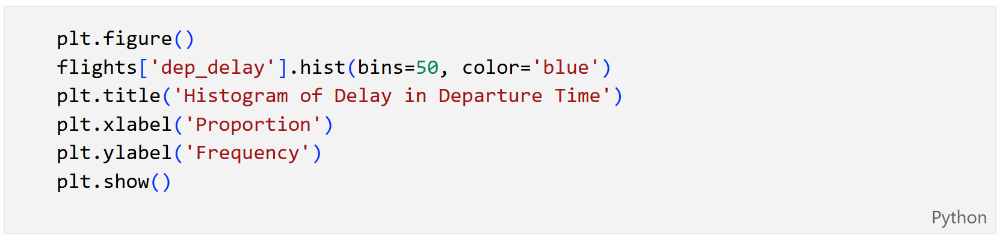 plt.figure()
flights['dep_delay'].hist(bins=50, color='blue')
plt.title('Histogram of Delay in Departure Time')
plt.xlabel('Proportion')
plt.ylabel('Frequency')
plt.show()
Python